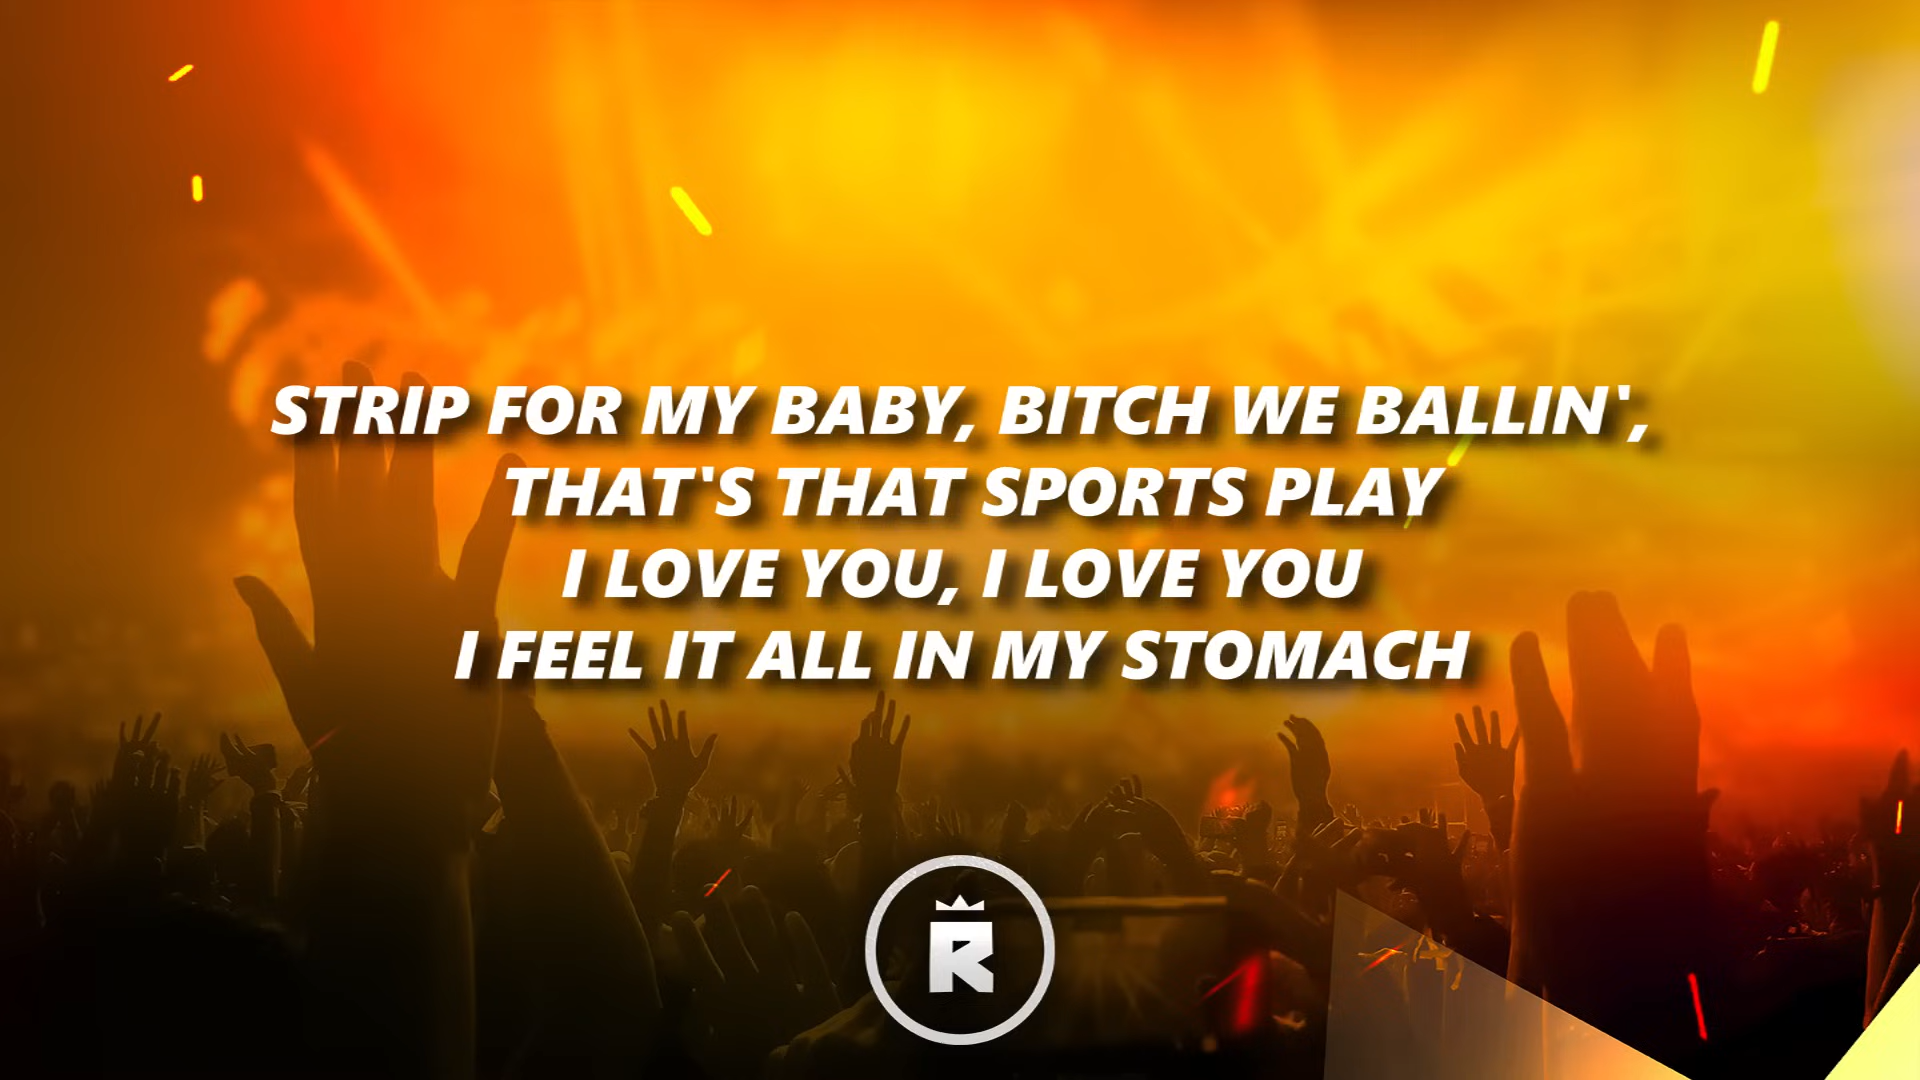 STRIP FOR MY BABY, BITCH WE BALLIN',
THAT'S THAT SPORTS PLAY
I LOVE YOU, I LOVE YOU
I FEEL IT ALL IN MY STOMACH
R